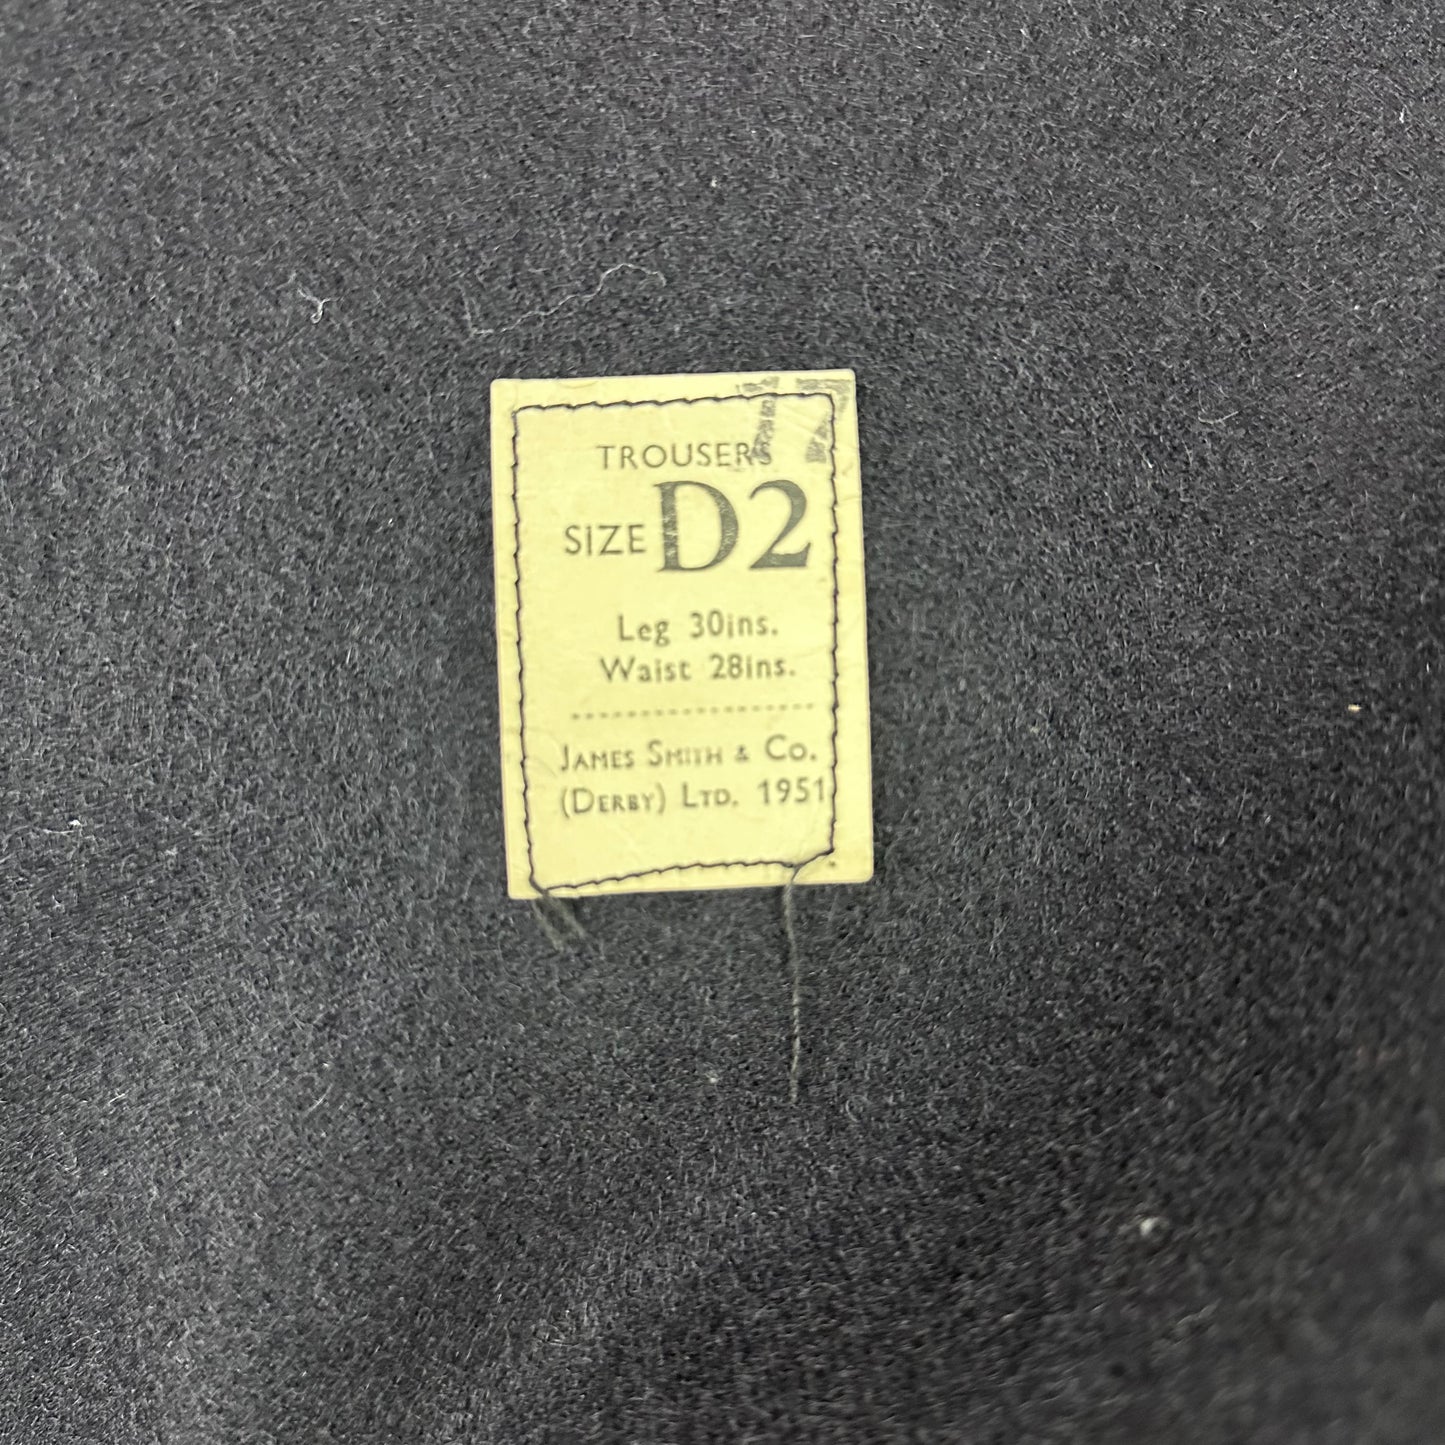 TROUSERS
SIZE D2
Leg 30ins.
Waist 28ins.
JAMES SMITH & CO.
(DERBY) LTD. 1951